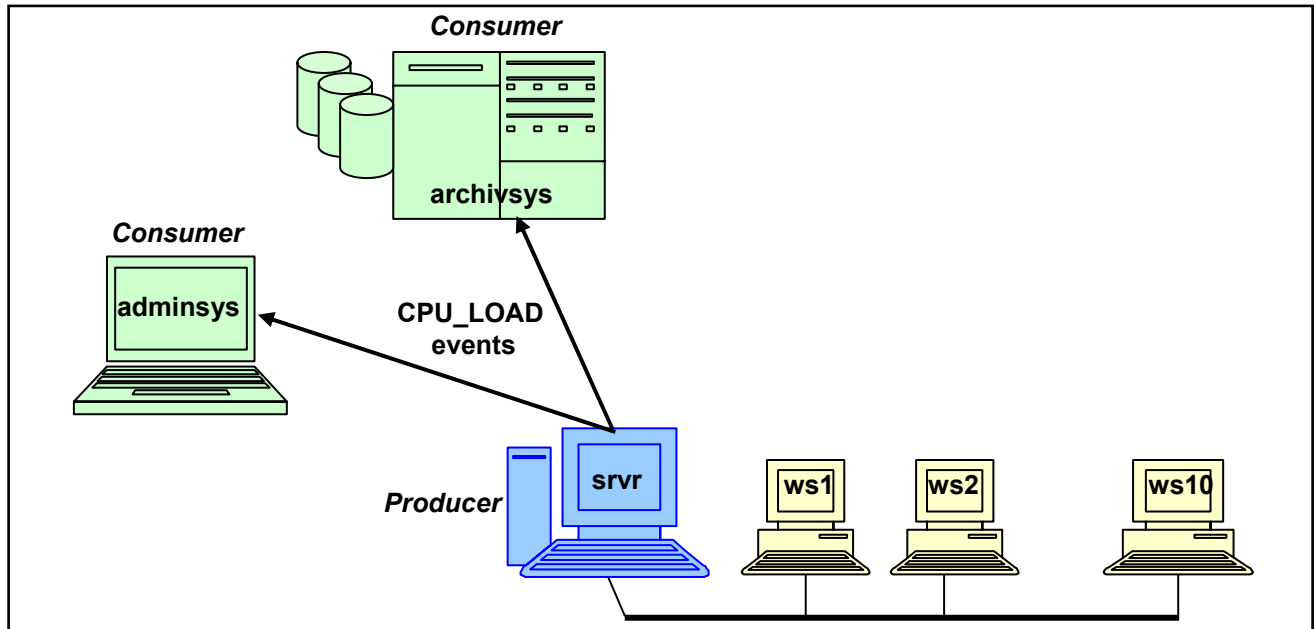 Consumer
archivsys
Consumer
adminsys
CPU_LOAD
events
Producer
srvr
ws1
ws2
ws10